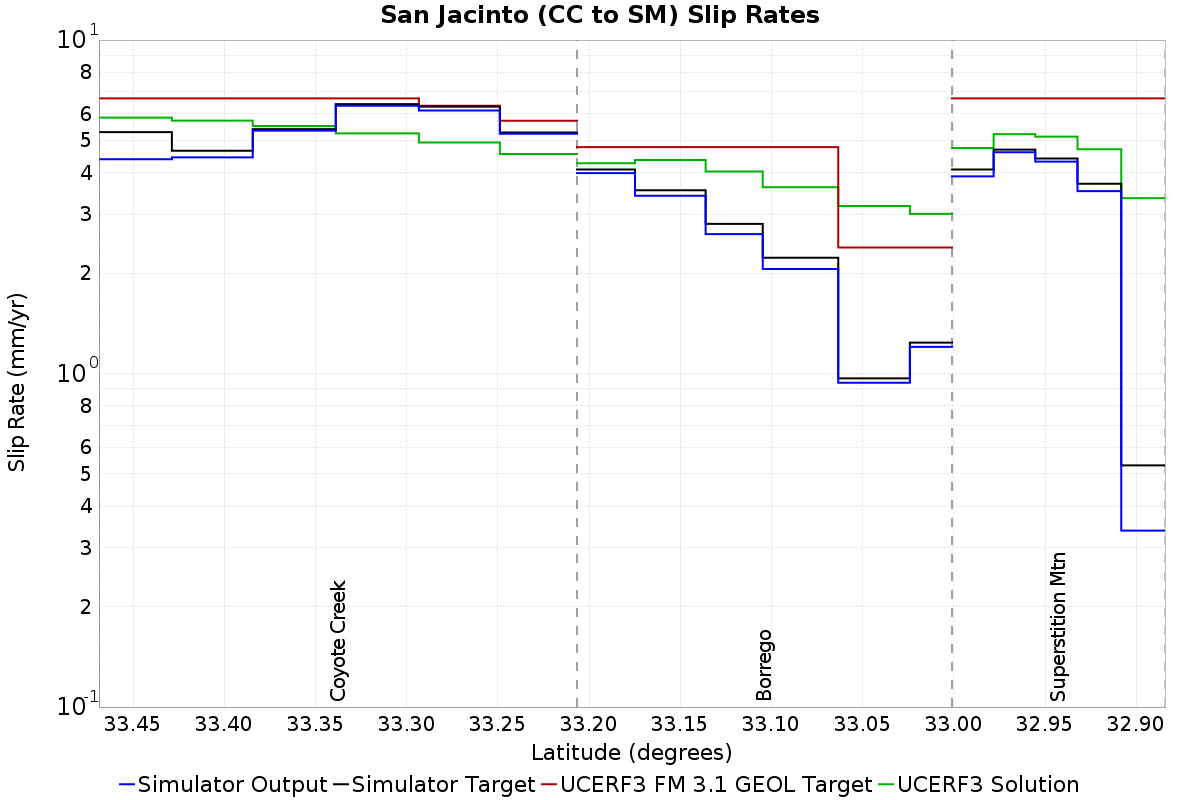 San Jacinto (CC to SM) Slip Rates
10^1
8
6
5
4
3
2
10^0
8
6
5
4
3
2
10^-1
Slip Rate (mm/yr)
Coyote Creek
Borrego
Superstition Mtn
33.45 33.40 33.35 33.30 33.25 33.20 33.15 33.10 33.05 33.00 32.95 32.90
Latitude (degrees)
Simulator Output Simulator Target UCERF3 FM 3.1 GEOL Target UCERF3 Solution